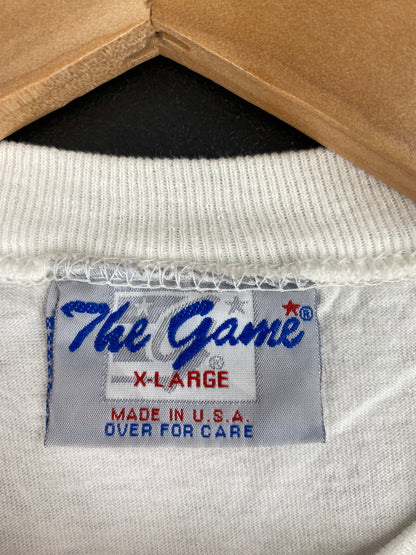 The Game®
X-LARGE
MADE IN U.S.A.
OVER FOR CARE